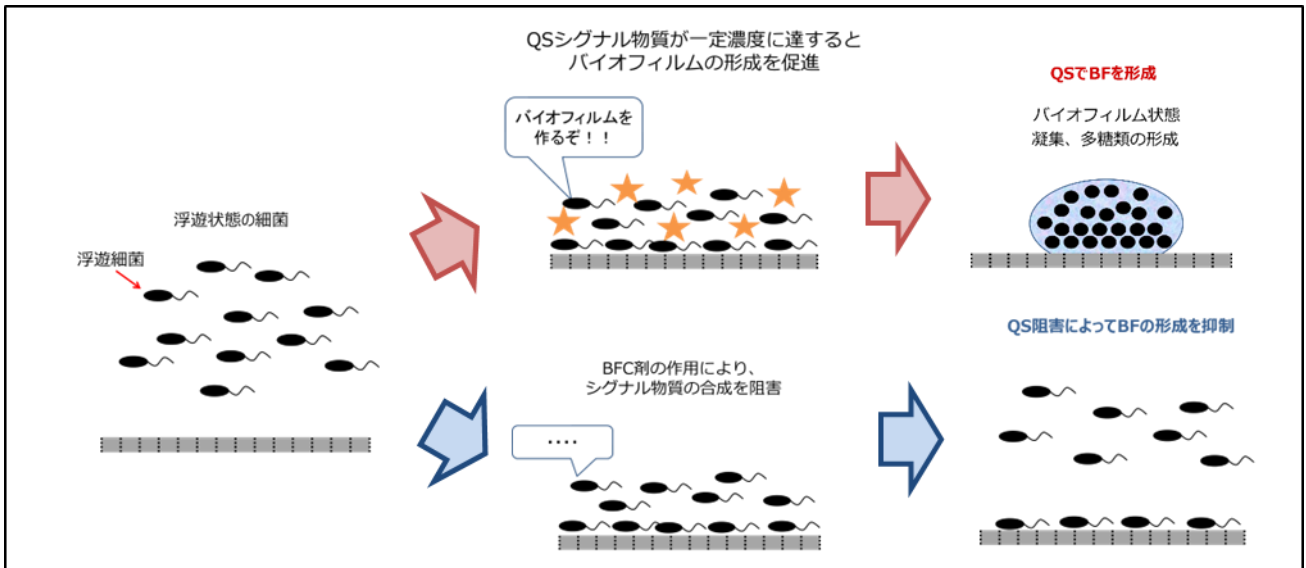 浮遊状態の細菌
浮遊細菌
QSシグナル物質が一定濃度に達すると
バイオフィルムの形成を促進
バイオフィルムを
作るぞ！！
QSでBFを形成
バイオフィルム状態
凝集、多糖類の形成
BFC剤の作用により、
シグナル物質の合成を阻害
‥‥
QS阻害によってBFの形成を抑制